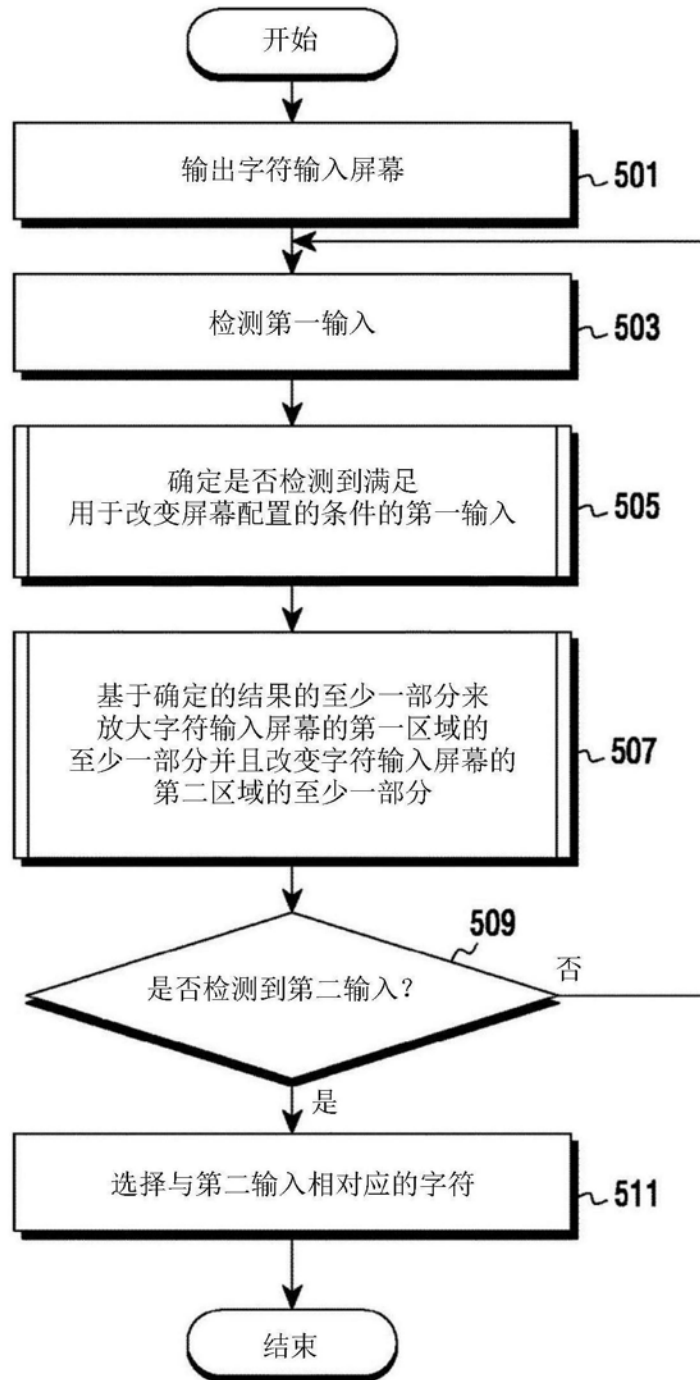 开始
输出字符输入屏幕
501
检测第一输入
503
确定是否检测到满足
用于改变屏幕配置的条件的第一输入
505
基于确定的结果的至少一部分来
放大字符输入屏幕的第一区域的
至少一部分并且改变字符输入屏幕的
第二区域的至少一部分
507
509
是否检测到第二输入？
否
是
选择与第二输入相对应的字符
511
结束